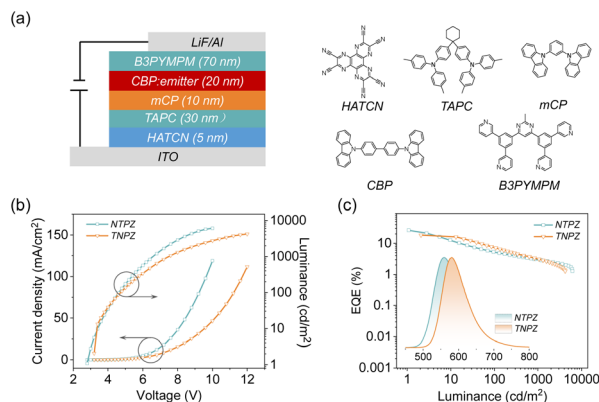 (a)
LiF/Al
B3PYMPM (70 nm)
CBP:emitter (20 nm)
mCP (10 nm)
TAPC (30 nm）
HATCN (5 nm)
ITO
HATCN
TAPC
mCP
CBP
B3PYMPM
(b)
NTPZ
TNPZ
Current density (mA/cm²)
150
100
50
0
10000
1000
100
10
1
Luminance (cd/m²)
2 4 6 8 10 12
Voltage (V)
(c)
NTPZ
TNPZ
EQE (%)
100
10
1
0.1
0.01
0.001
NTPZ
TNPZ
500 600 700 800
1 10 100 1000 10000
Luminance (cd/m²)